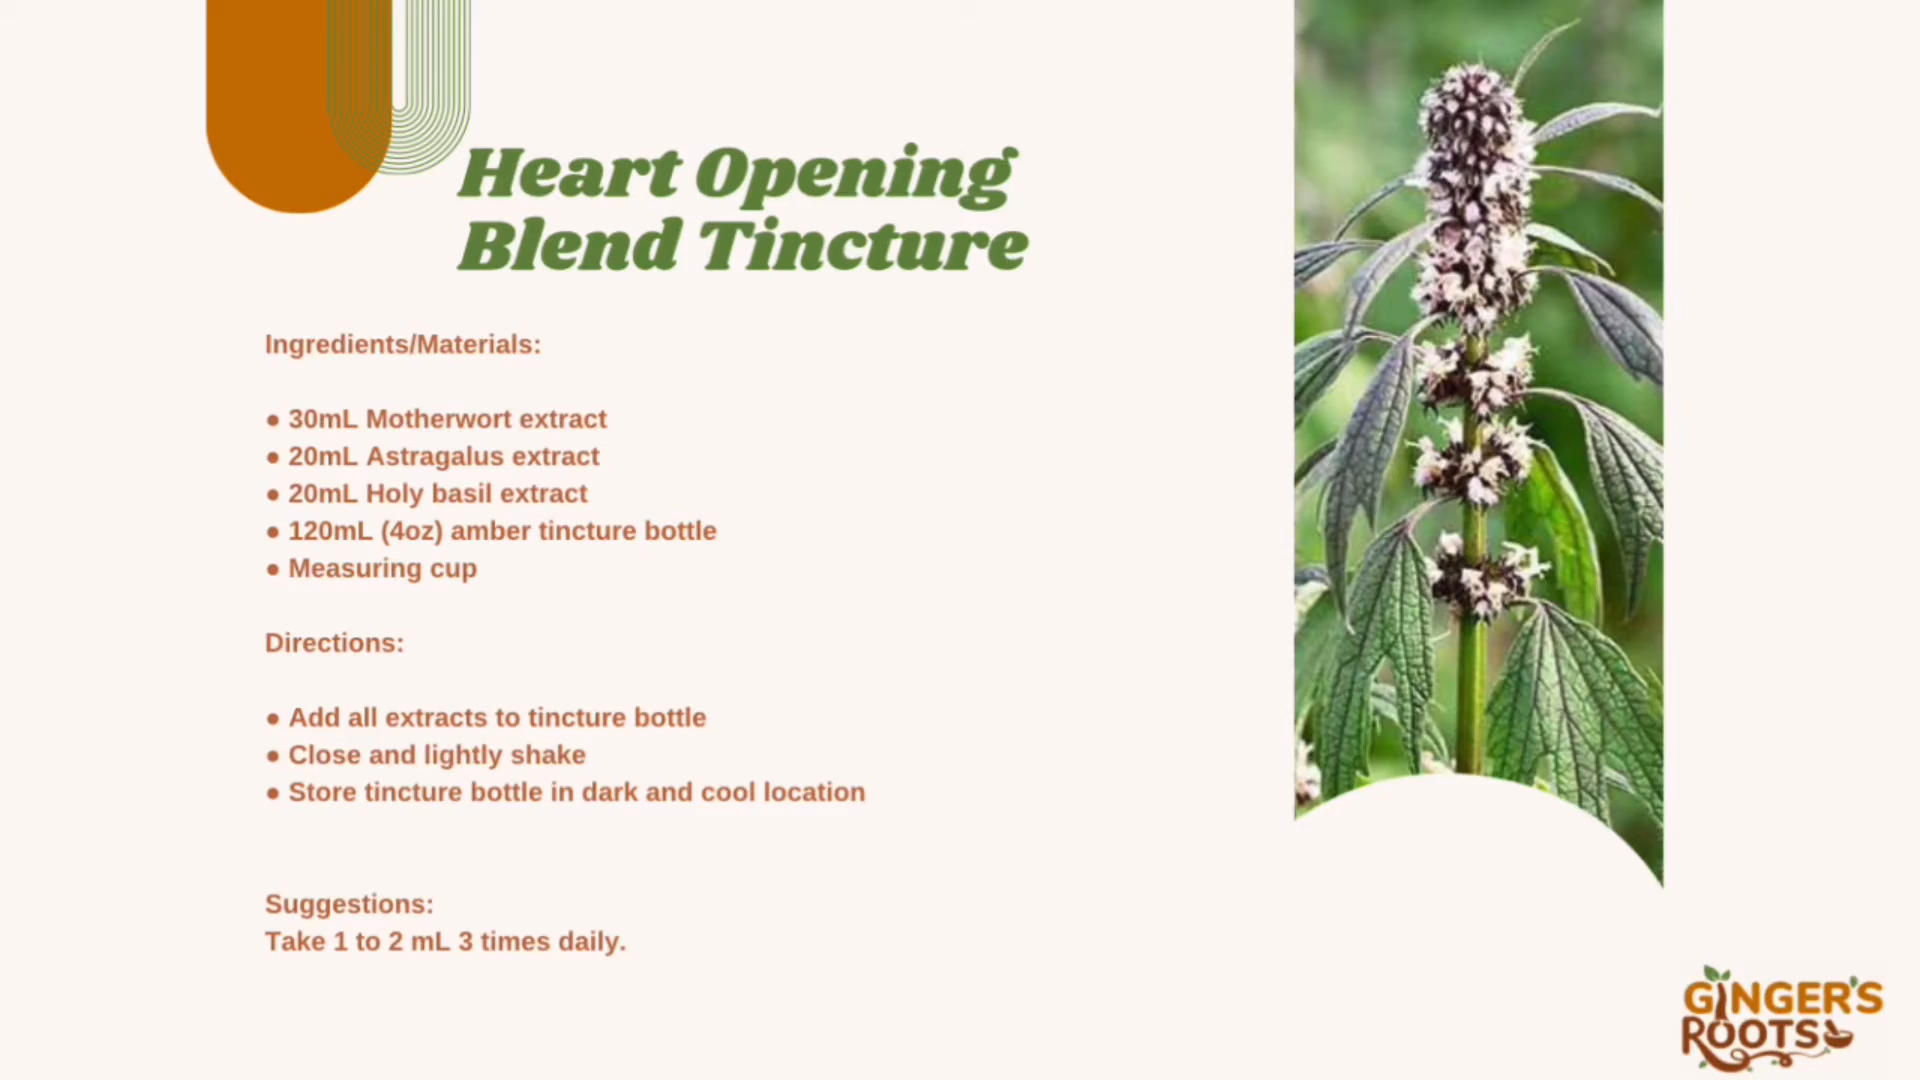 Heart Opening
Blend Tincture
Ingredients/Materials:
● 30mL Motherwort extract
● 20mL Astragalus extract
● 20mL Holy basil extract
● 120mL (4oz) amber tincture bottle
● Measuring cup
Directions:
● Add all extracts to tincture bottle
● Close and lightly shake
● Store tincture bottle in dark and cool location
Suggestions:
Take 1 to 2 mL 3 times daily.
GINGER'S
ROOTS